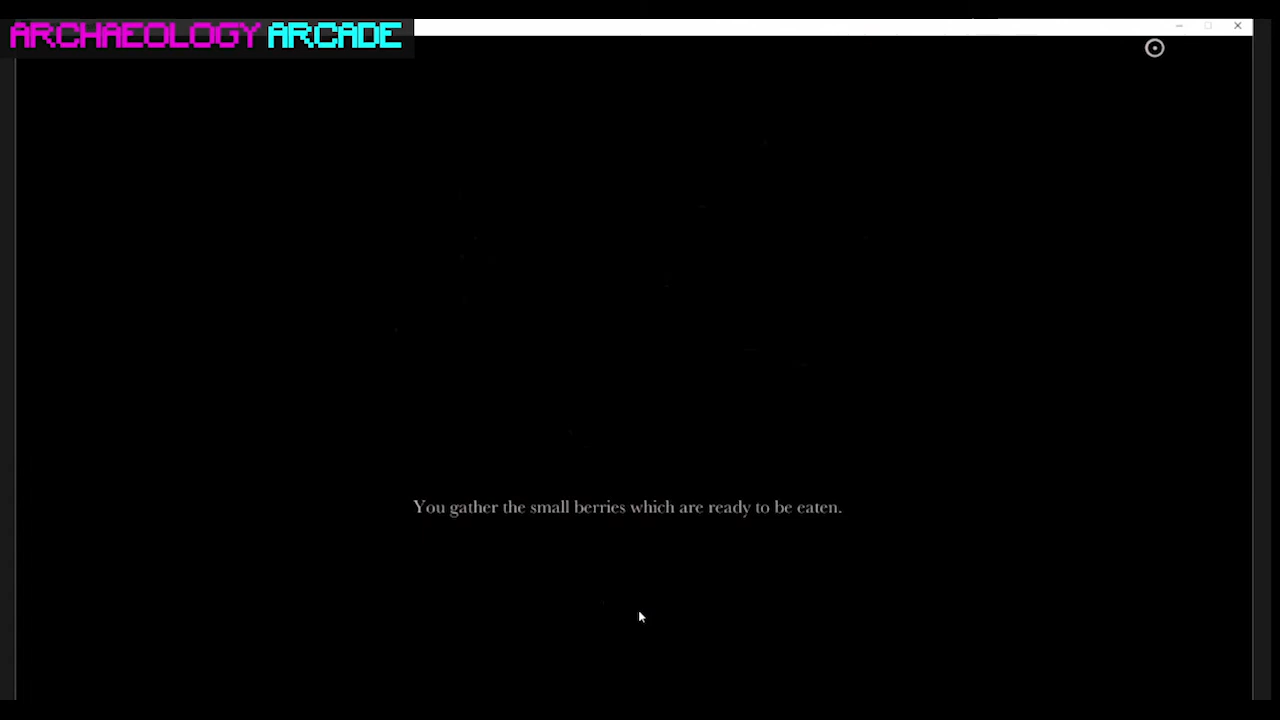 ARCHAEOLOGY ARCADE
You gather the small berries which are ready to be eaten.